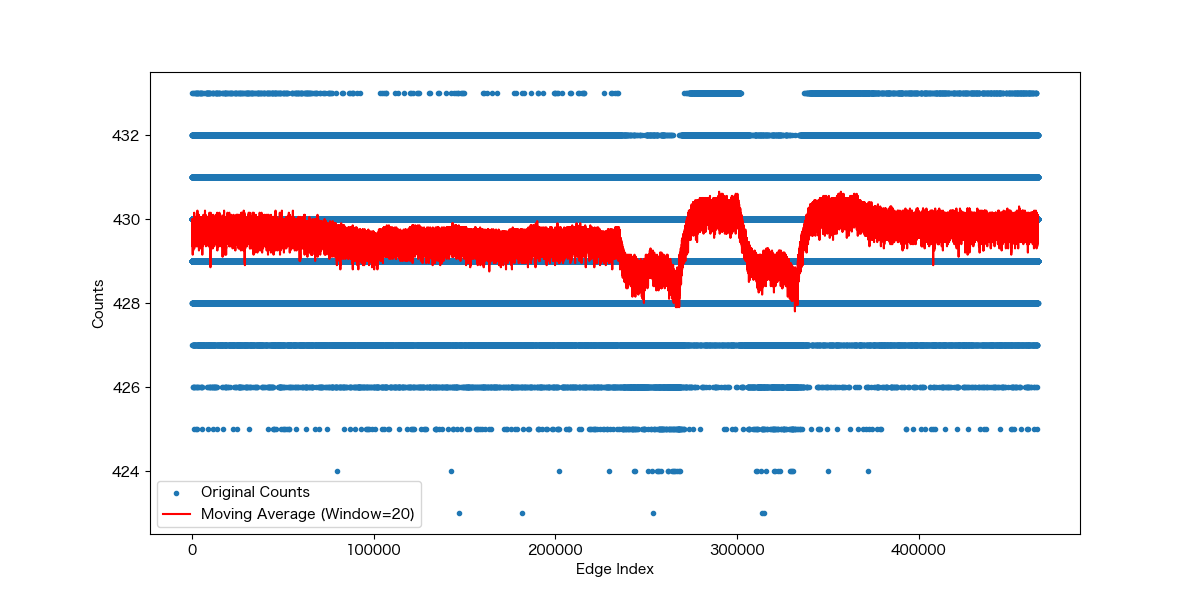 432
430
428
426
424
Counts
Original Counts
Moving Average (Window=20)
0
100000
200000
300000
400000
Edge Index